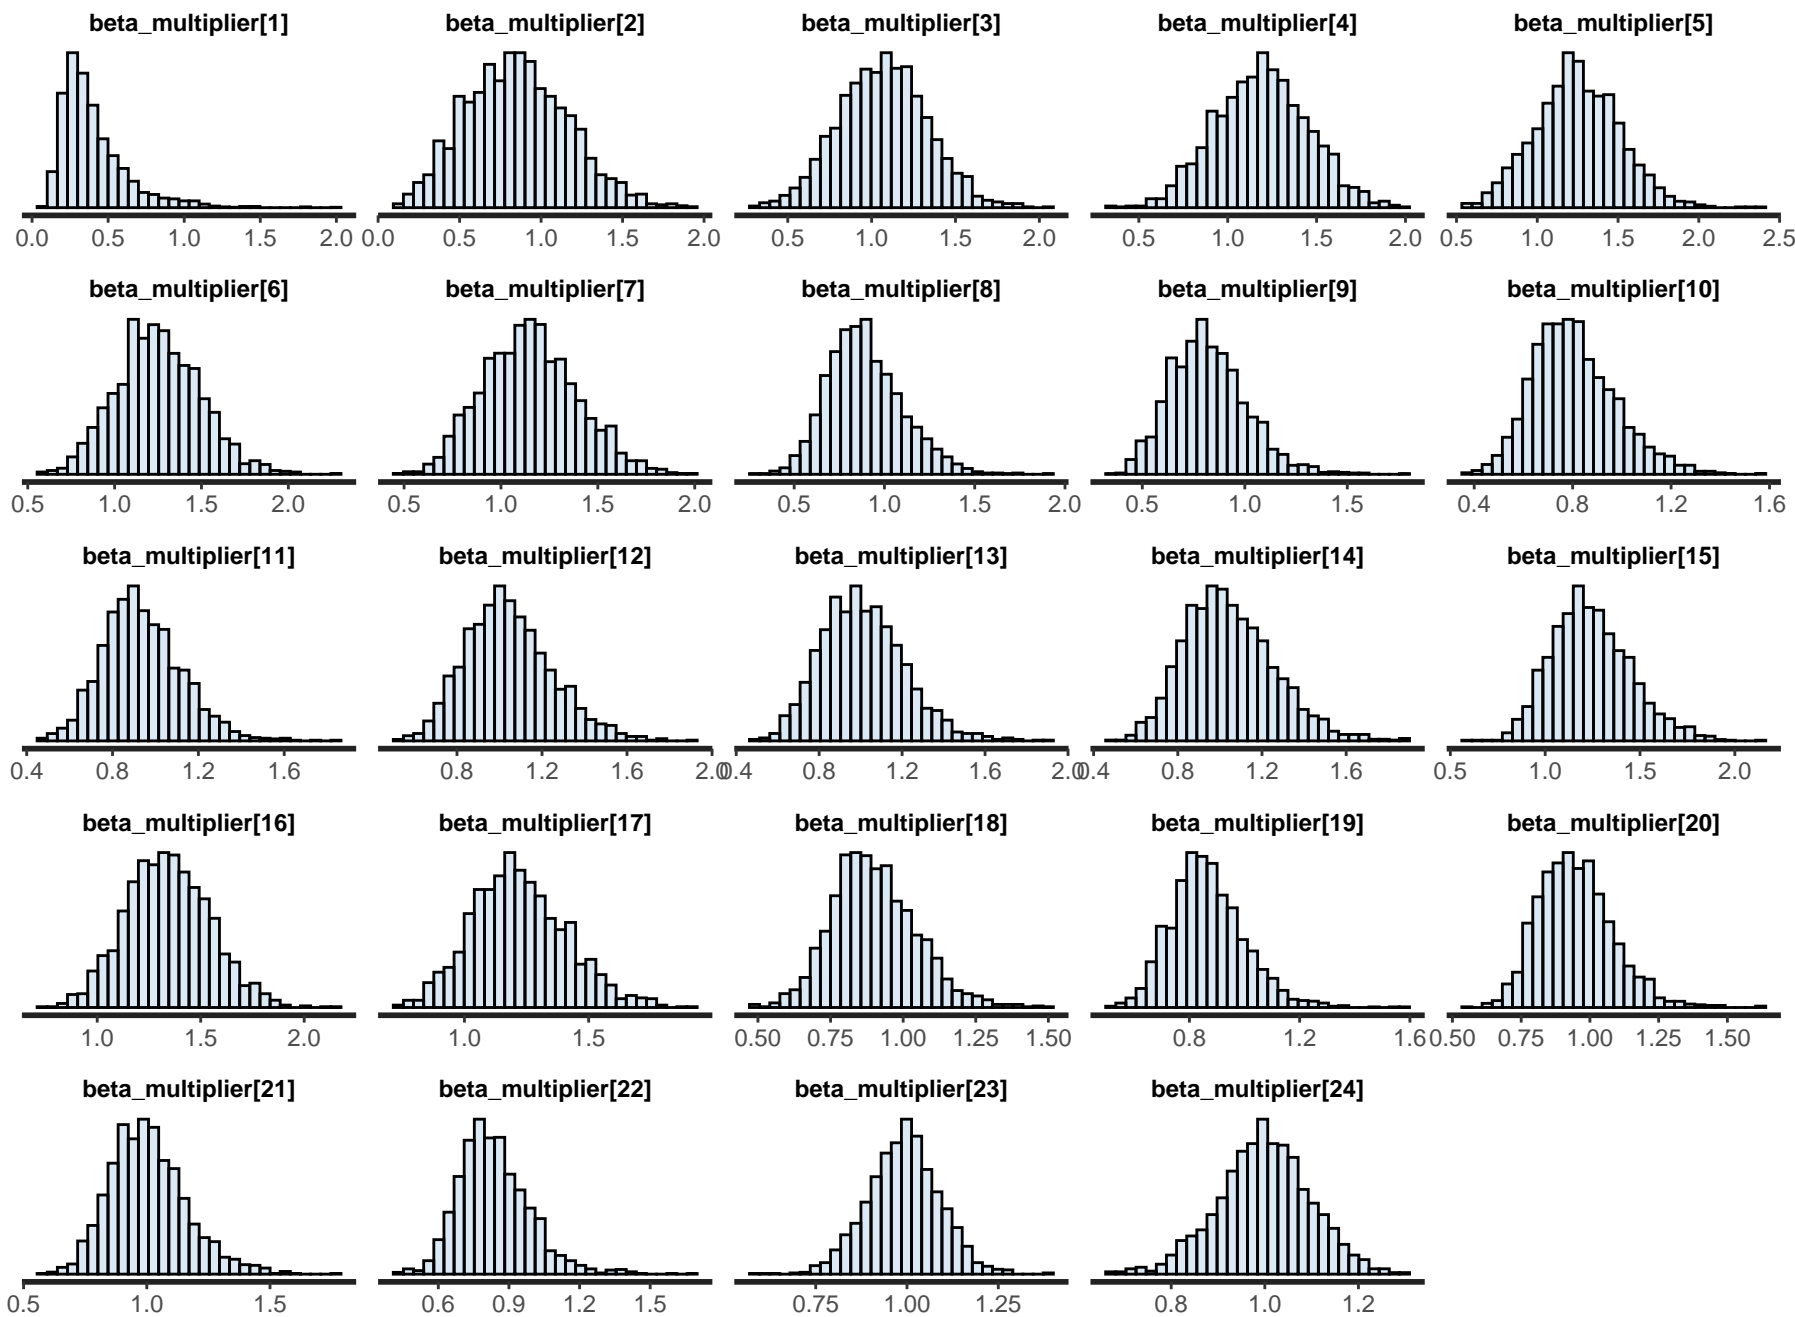 beta_multiplier[1] beta_multiplier[2] beta_multiplier[3] beta_multiplier[4] beta_multiplier[5]
0.0 0.5 1.0 1.5 2.0 0.0 0.5 1.0 1.5 2.0 0.5 1.0 1.5 2.0 0.5 1.0 1.5 2.0 0.5 1.0 1.5 2.0 2.5
beta_multiplier[6] beta_multiplier[7] beta_multiplier[8] beta_multiplier[9] beta_multiplier[10]
0.5 1.0 1.5 2.0 0.5 1.0 1.5 2.0 0.5 1.0 1.5 2.0 0.5 1.0 1.5 0.4 0.8 1.2 1.6
beta_multiplier[11] beta_multiplier[12] beta_multiplier[13] beta_multiplier[14] beta_multiplier[15]
0.4 0.8 1.2 1.6 0.8 1.2 1.6 2.0 0.4 0.8 1.2 1.6 2.0 0.4 0.8 1.2 1.6 0.5 1.0 1.5 2.0
beta_multiplier[16] beta_multiplier[17] beta_multiplier[18] beta_multiplier[19] beta_multiplier[20]
1.0 1.5 2.0 1.0 1.5 0.50 0.75 1.00 1.25 1.50 0.8 1.2 1.6 0.50 0.75 1.00 1.25 1.50
beta_multiplier[21] beta_multiplier[22] beta_multiplier[23] beta_multiplier[24]
0.5 1.0 1.5 0.6 0.9 1.2 1.5 0.75 1.00 1.25 0.8 1.0 1.2